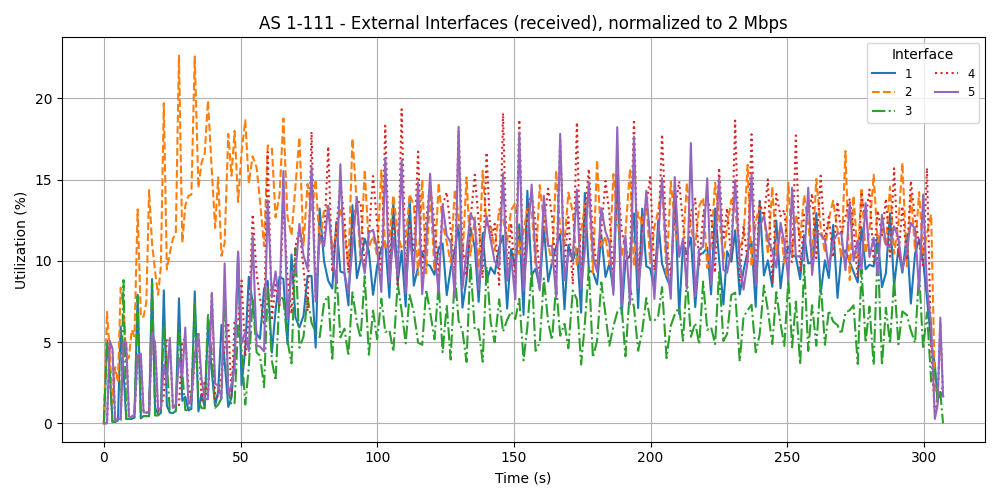 AS 1-111 - External Interfaces (received), normalized to 2 Mbps
Utilization (%)
20
15
10
5
0
0 50 100 150 200 250 300
Time (s)
Interface
1 4
2 5
3